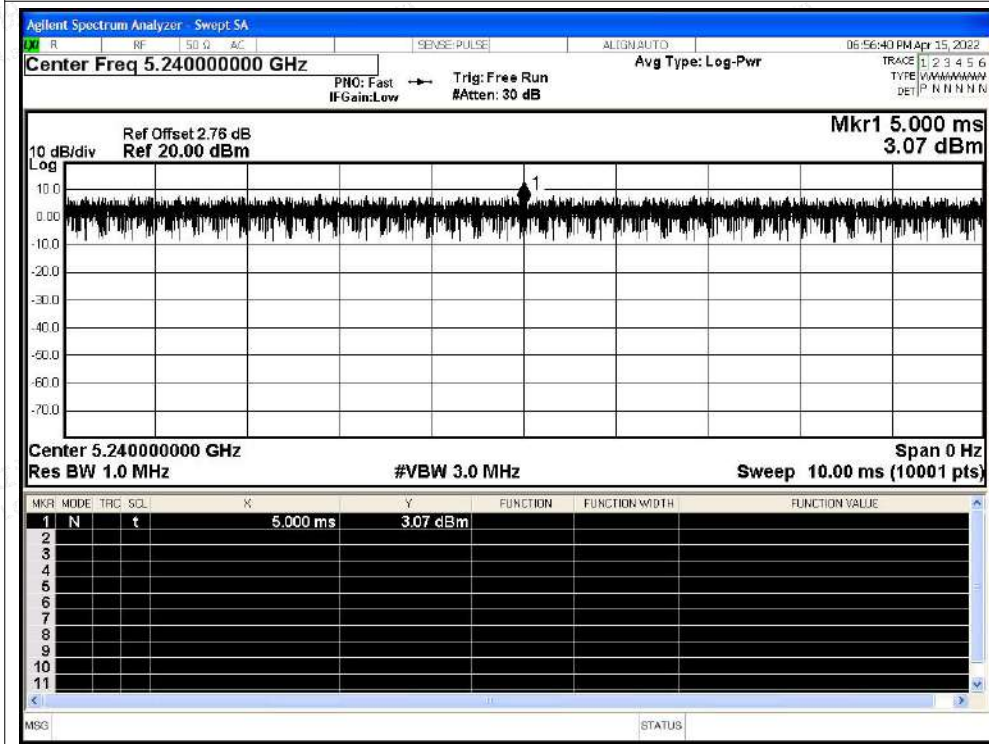 Agilent Spectrum Analyzer - Swept SA
LXI R RF 50 Ω AC SENSE:PULSE ALIGN AUTO 06:56:40 PM Apr 15, 2022
Center Freq 5.240000000 GHz
PNO: Fast
IFGain:Low
Trig: Free Run
#Atten: 30 dB
Avg Type: Log-Pwr
TRACE 1 2 3 4 5 6
TYPE
DET P N N N N N
Mkr1 5.000 ms
3.07 dBm
Ref Offset 2.76 dB
10 dB/div Ref 20.00 dBm
Log
10.0
0.00
-10.0
-20.0
-30.0
-40.0
-50.0
-60.0
-70.0
1
Center 5.240000000 GHz Span 0 Hz
Res BW 1.0 MHz #VBW 3.0 MHz Sweep 10.00 ms (10001 pts)
MKR MODE TRC SCL X Y FUNCTION FUNCTION WIDTH FUNCTION VALUE
1 N t 5.000 ms 3.07 dBm
2
3
4
5
6
7
8
9
10
11
MSG STATUS